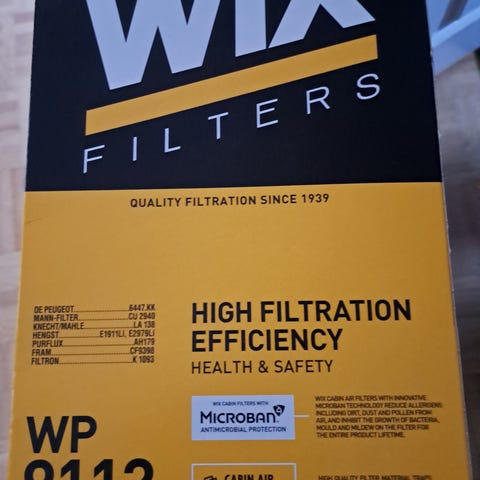 WIX
FILTERS
QUALITY FILTRATION SINCE 1939
OE PEUGEOT 6447.KK
MANN-FILTER CU 2940
KNECHT/MAHLE LA 138
HENGST E1911LI, E2979LI
PURFLUX AH179
FRAM CF9398
FILTRON K 1093
HIGH FILTRATION
EFFICIENCY
HEALTH & SAFETY
WIX CABIN FILTERS WITH
MICROBAN
ANTIMICROBIAL PROTECTION
WIX CABIN AIR FILTERS WITH INNOVATIVE
MICROBAN TECHNOLOGY REDUCE ALLERGENS
INCLUDING DIRT, DUST AND POLLEN FROM
AIR, AND INHIBIT THE GROWTH OF BACTERIA,
MOULD AND MILDEW ON THE FILTER FOR
THE ENTIRE PRODUCT LIFETIME.
WP
9112
CABIN AIR
HIGH QUALITY FILTER MATERIAL TRAPS